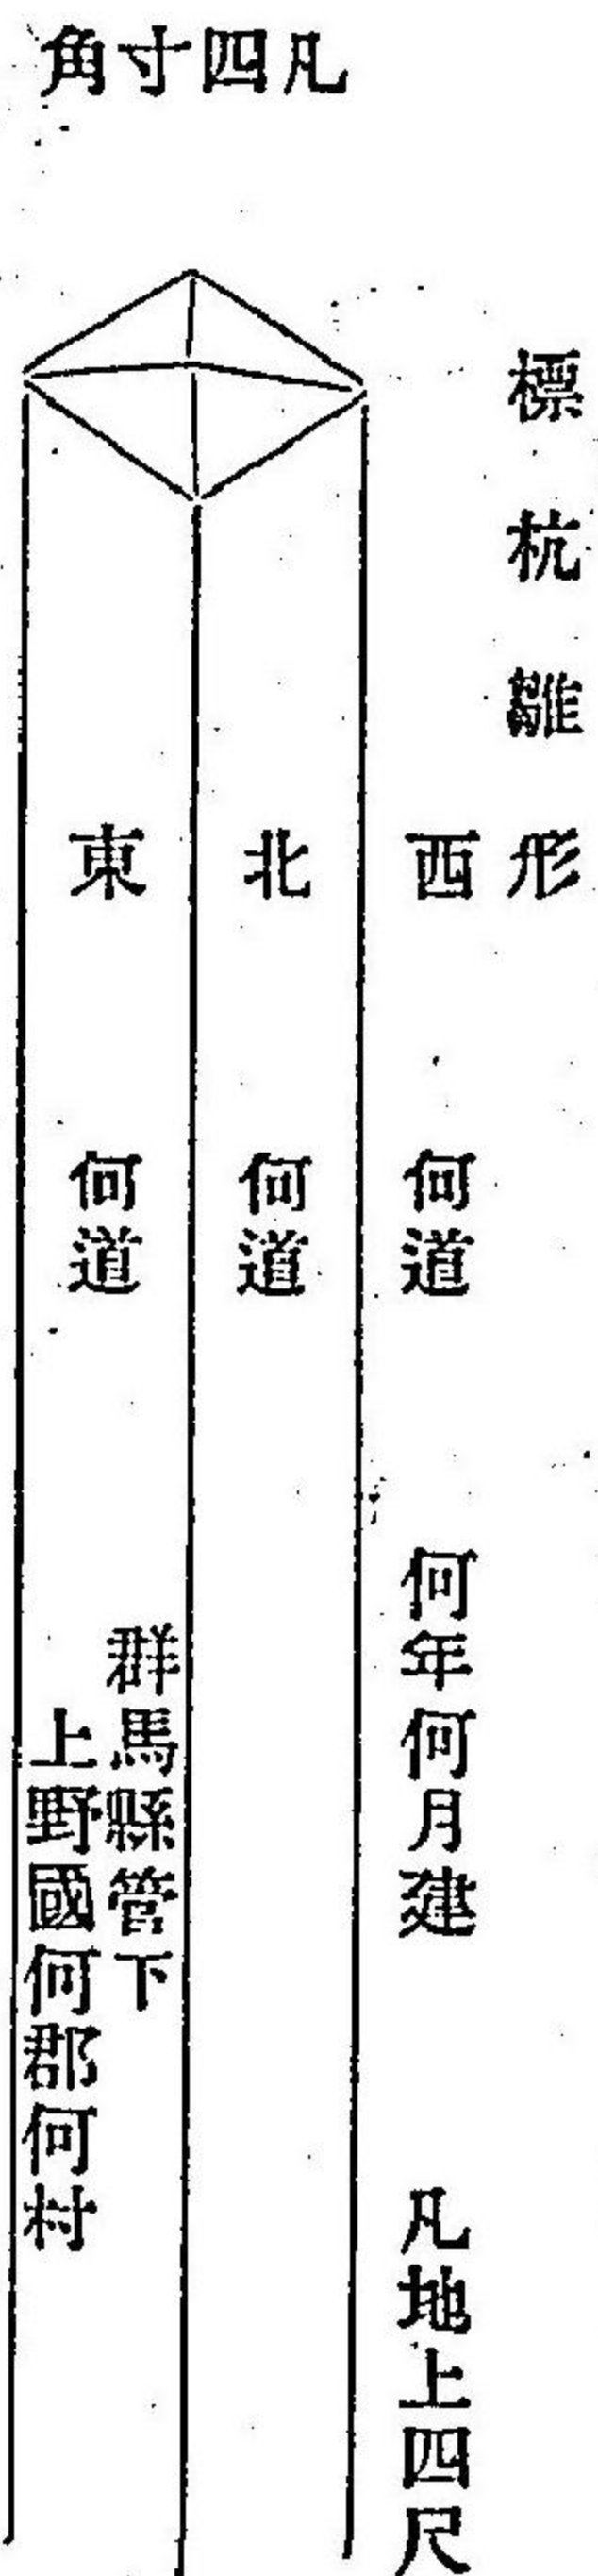 標杭雛形
凡四寸角
西 何道 何年何月建 凡地上四尺
北 何道
東 何道 群馬縣管下
上野國何郡何村